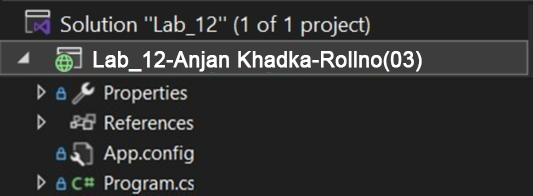 Solution "Lab_12" (1 of 1 project)
Lab_12-Anjan Khadka-Rollno(03)
Properties
References
App.config
C# Program.cs